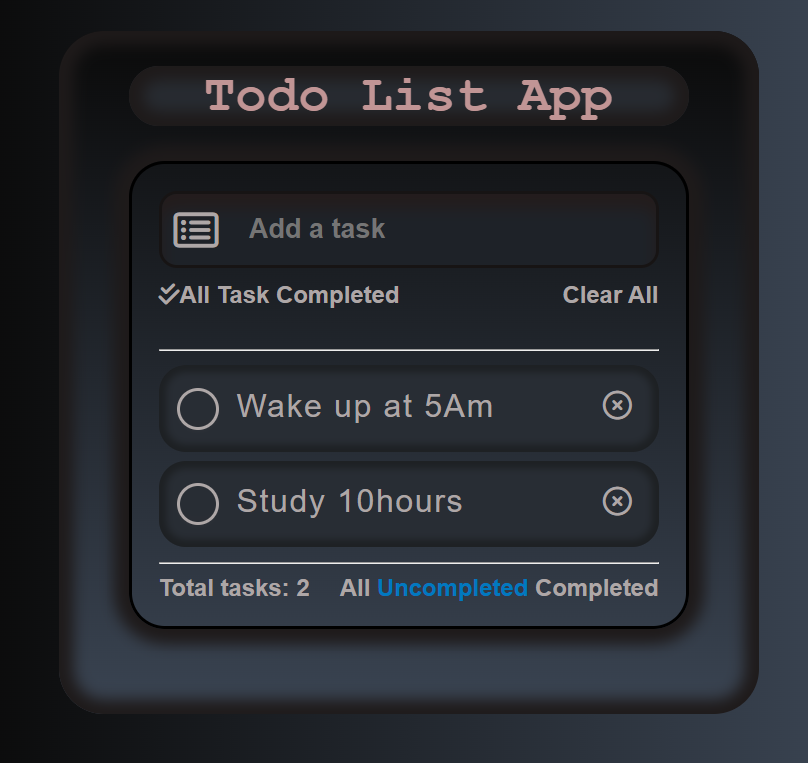 Todo List App
Add a task
All Task Completed Clear All
Wake up at 5Am
Study 10hours
Total tasks: 2 All Uncompleted Completed